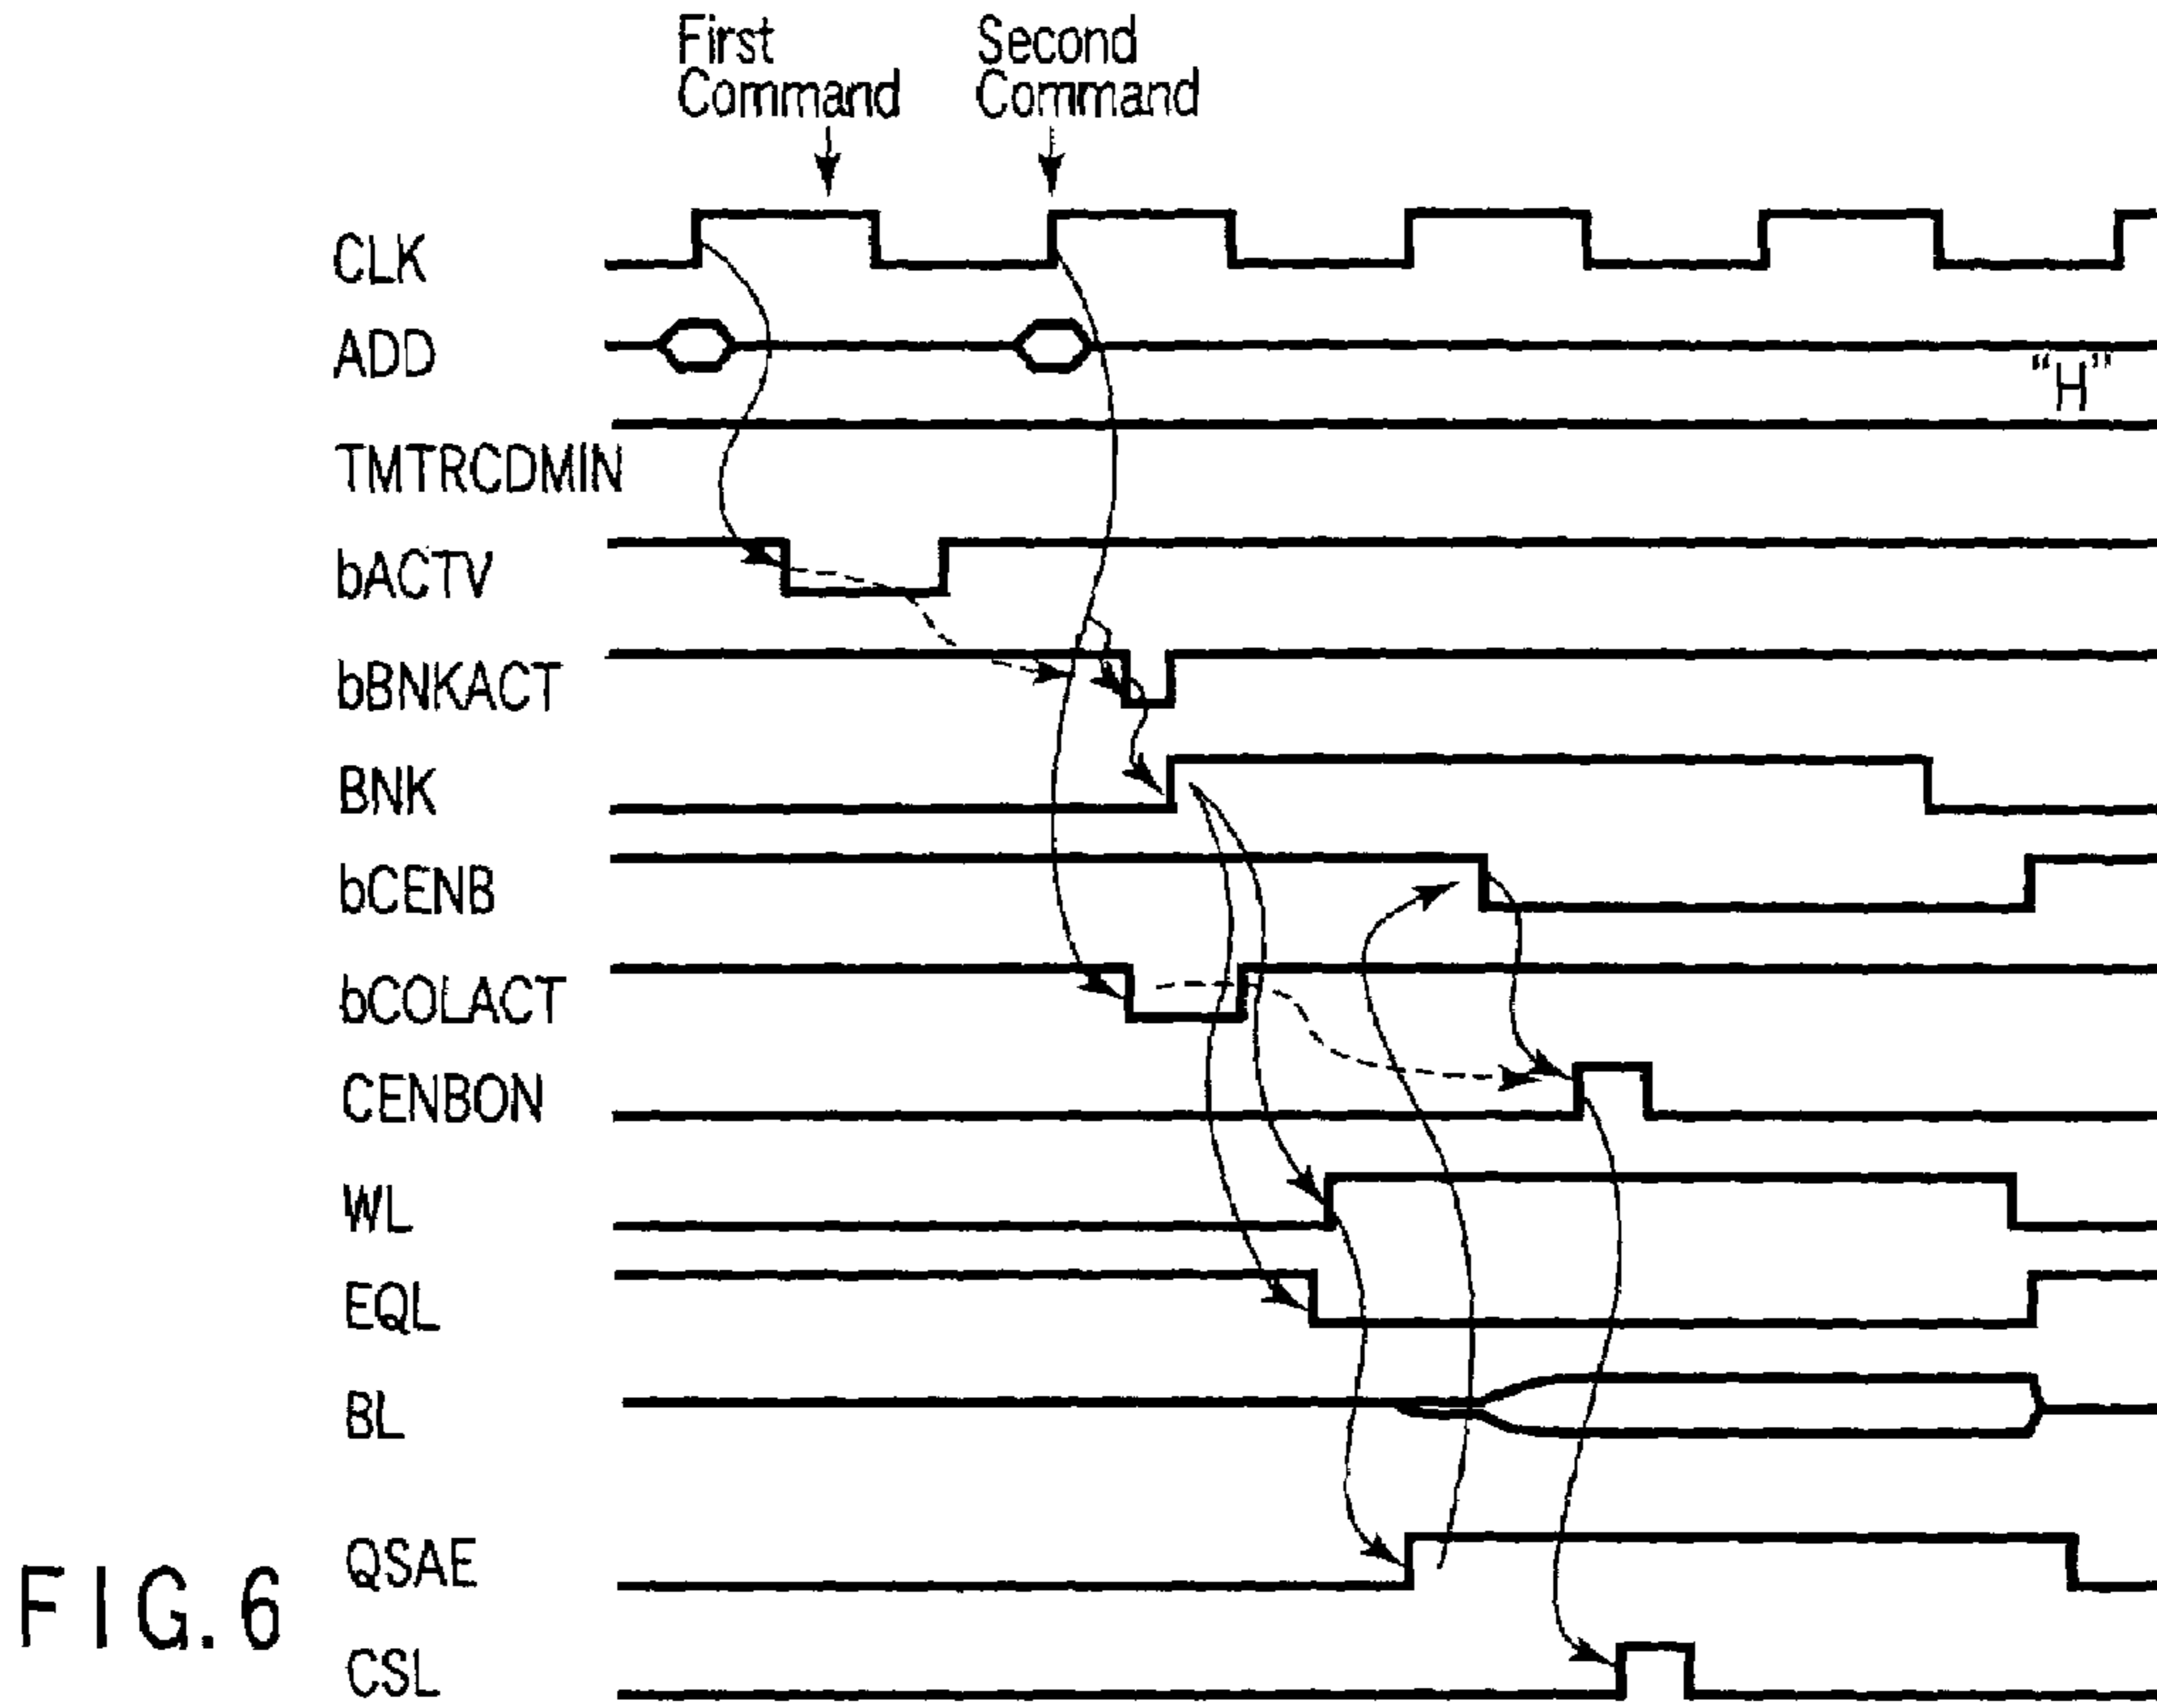 First
Command
Second
Command
CLK
ADD
"H"
TMTRCDMIN
bACTV
bBNKACT
BNK
bCENB
bCOLACT
CENBON
WL
EQL
BL
QSAE
CSL
FIG. 6